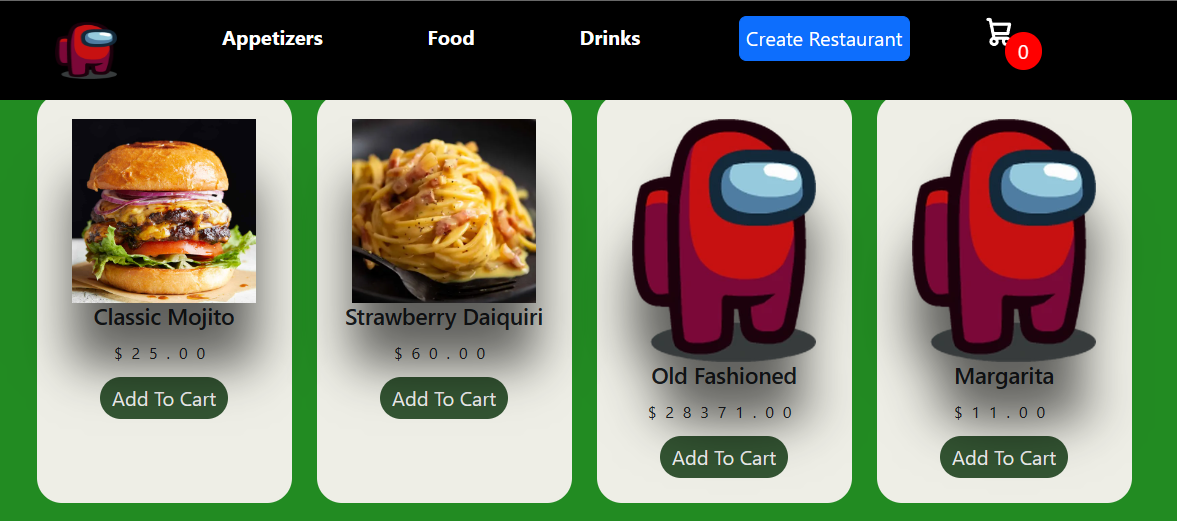 Appetizers Food Drinks Create Restaurant 0
Classic Mojito Strawberry Daiquiri
$25.00 $60.00
Add To Cart Add To Cart
Old Fashioned Margarita
$28371.00 $11.00
Add To Cart Add To Cart